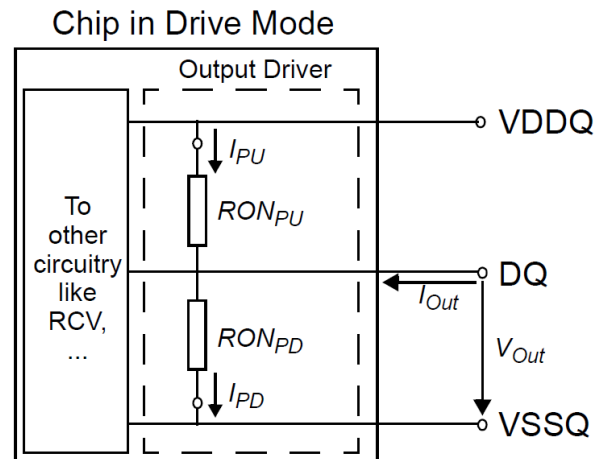 Chip in Drive Mode
Output Driver
VDDQ
I_PU
To
other
circuitry
like
RCV,
...
RON_PU
DQ
I_Out
RON_PD
V_Out
I_PD
VSSQ